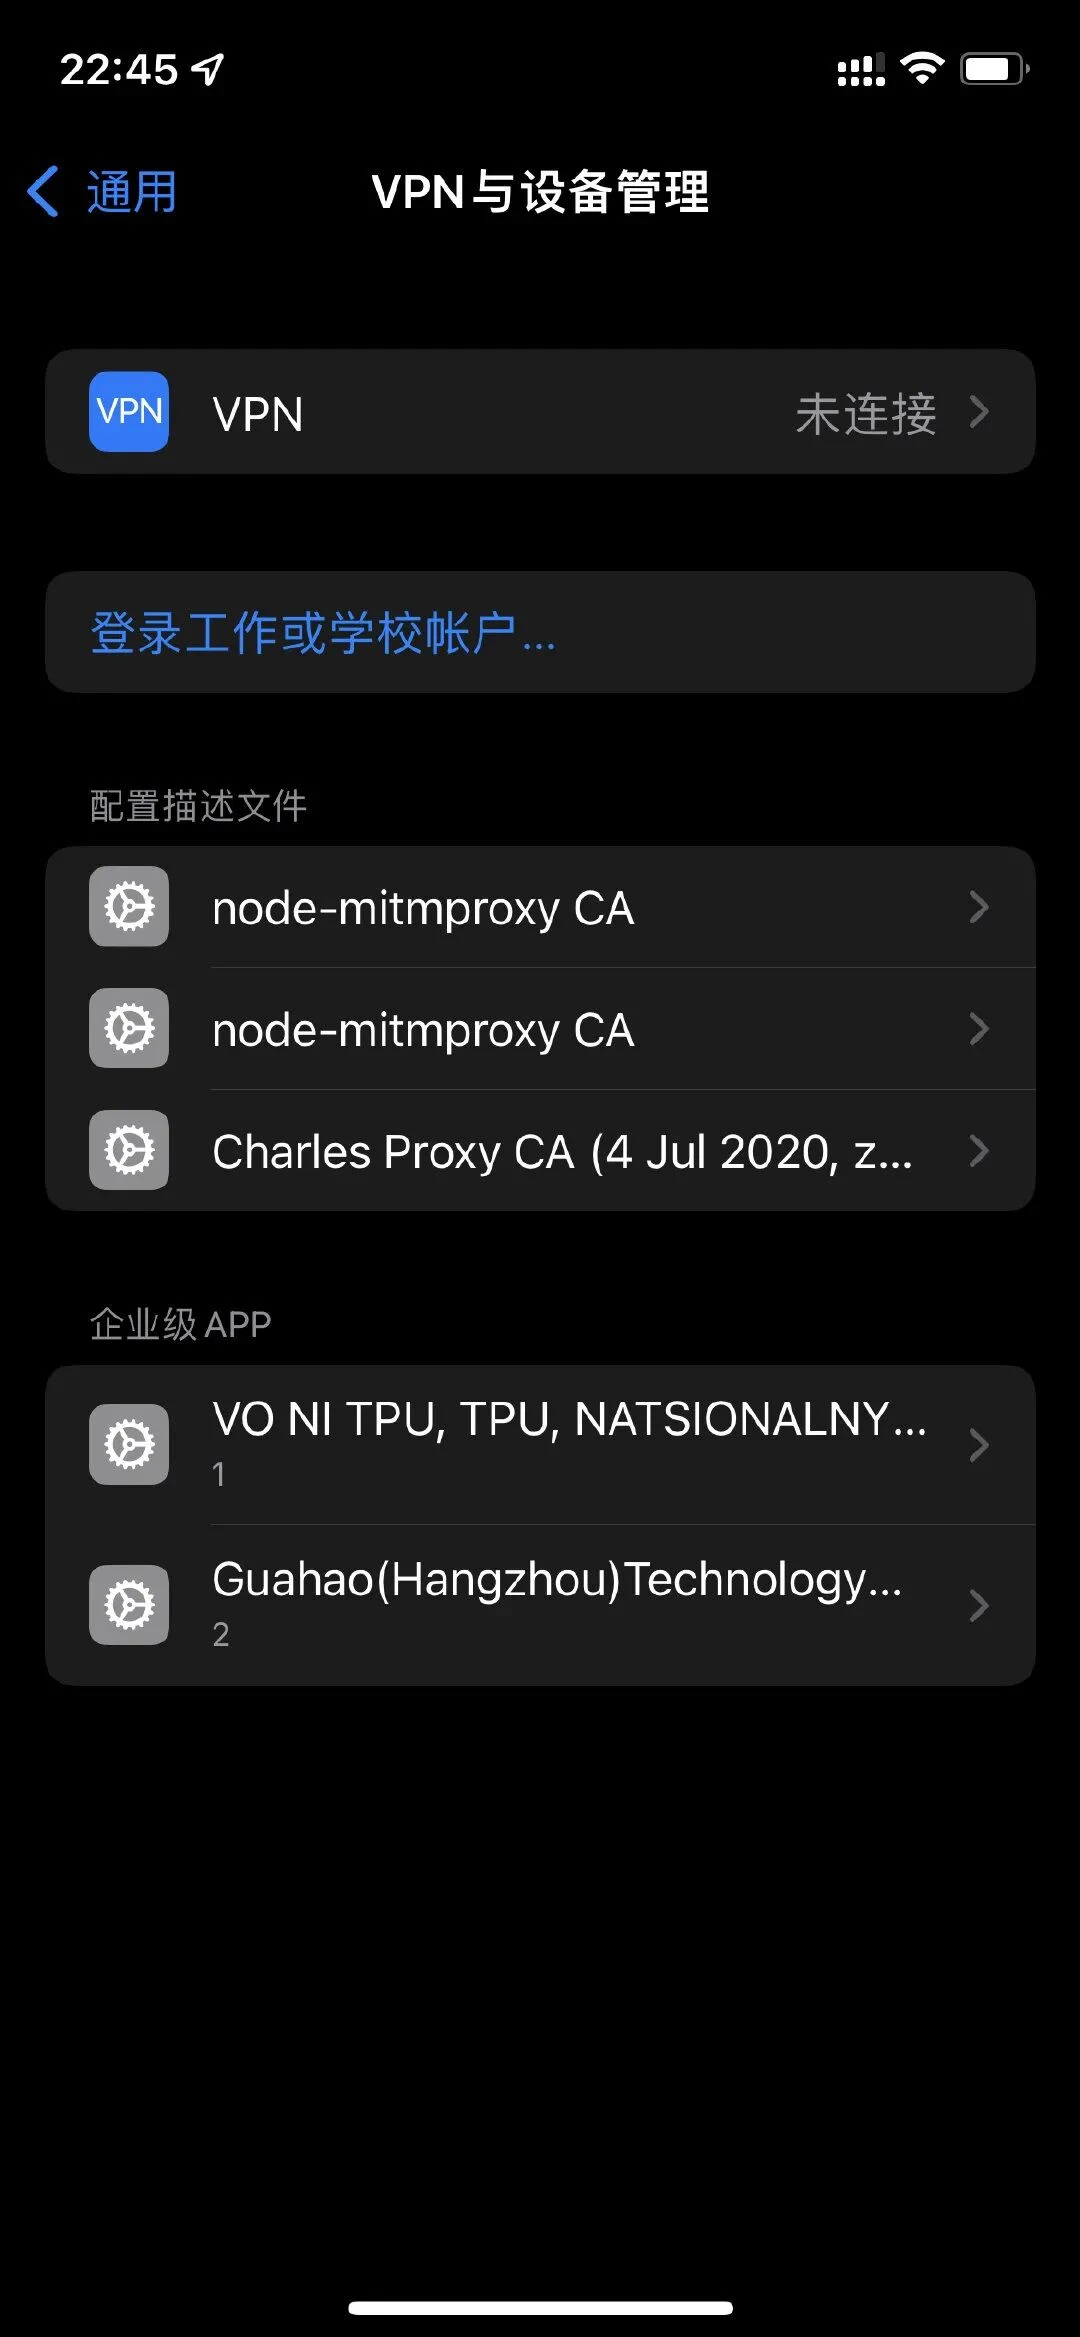 22:45
通用
VPN与设备管理
VPN VPN 未连接
登录工作或学校帐户...
配置描述文件
node-mitmproxy CA
node-mitmproxy CA
Charles Proxy CA (4 Jul 2020, z...
企业级 APP
VO NI TPU, TPU, NATSIONALNY...
1
Guahao(Hangzhou)Technology...
2